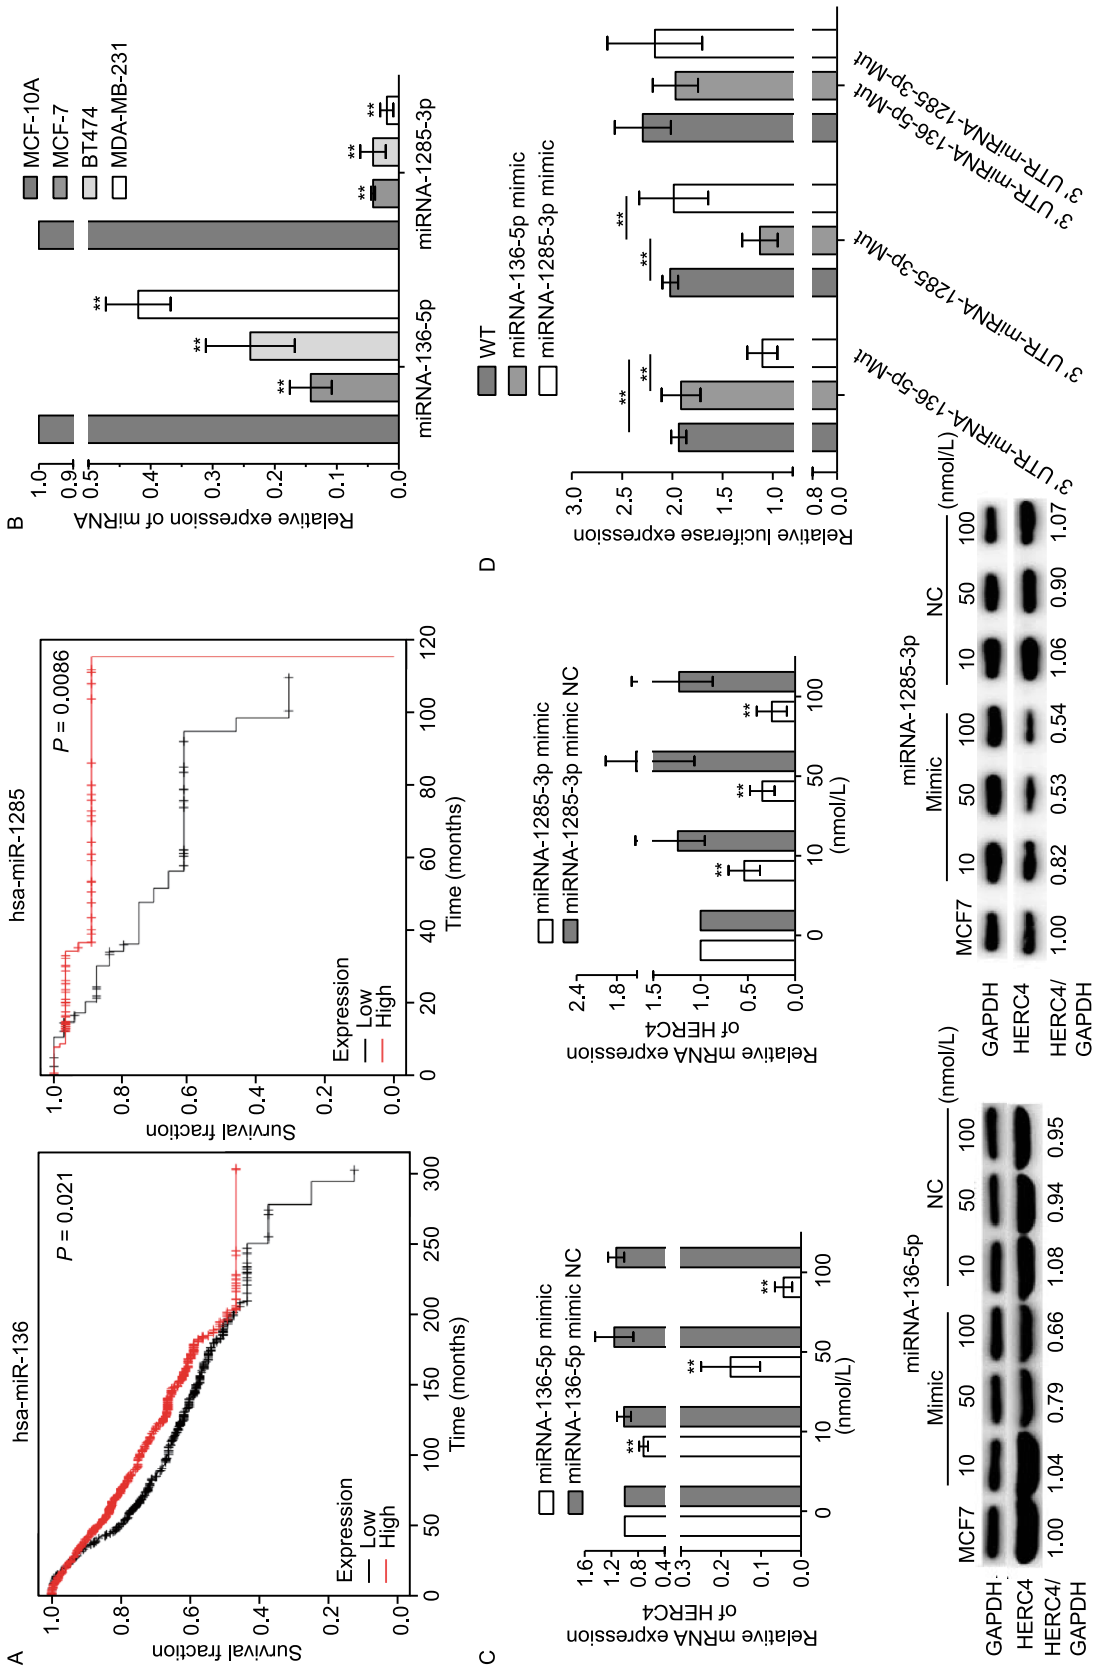 A
hsa-miR-136
P = 0.021
Survival fraction
1.0
0.8
0.6
0.4
0.2
0.0
Expression
Low
High
0 50 100 150 200 250 300
Time (months)
hsa-miR-1285
P = 0.0086
Survival fraction
1.0
0.8
0.6
0.4
0.2
0.0
Expression
Low
High
0 20 40 60 80 100 120
Time (months)
B
MCF-10A
MCF-7
BT474
MDA-MB-231
Relative expression of miRNA
1.0
0.9
0.5
0.4
0.3
0.2
0.1
0.0
** ** ** ** ** **
miRNA-136-5p miRNA-1285-3p
C
miRNA-136-5p mimic
miRNA-136-5p mimic NC
Relative mRNA expression
of HERC4
1.6
1.2
0.8
0.4
0.3
0.2
0.1
0.0
** ** **
0 10 50 100
(nmol/L)
miRNA-1285-3p mimic
miRNA-1285-3p mimic NC
Relative mRNA expression
of HERC4
2.4
1.8
1.5
1.0
0.5
0.0
** ** **
0 10 50 100
(nmol/L)
miRNA-136-5p
Mimic NC
MCF7 10 50 100 10 50 100 (nmol/L)
GAPDH
HERC4
HERC4/
GAPDH
1.00 1.04 0.79 0.66 1.08 0.94 0.95
miRNA-1285-3p
Mimic NC
MCF7 10 50 100 10 50 100 (nmol/L)
GAPDH
HERC4
HERC4/
GAPDH
1.00 0.82 0.53 0.54 1.06 0.90 1.07
D
WT
miRNA-136-5p mimic
miRNA-1285-3p mimic
Relative luciferase expression
3.0
2.5
2.0
1.5
1.0
0.8
0.0
** ** ** **
3' UTR-miRNA-136-5p-Mut
3' UTR-miRNA-1285-3p-Mut
3' UTR-miRNA-136-5p-Mut
3' UTR-miRNA-1285-3p-Mut